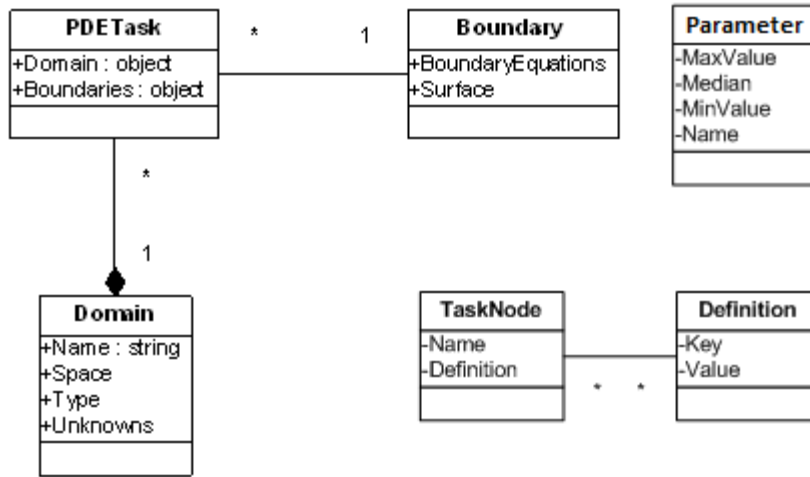 PDETask
+Domain : object
+Boundaries : object
*
1
Boundary
+BoundaryEquations
+Surface
Parameter
-MaxValue
-Median
-MinValue
-Name
*
1
Domain
+Name : string
+Space
+Type
+Unknowns
TaskNode
-Name
-Definition
*
*
Definition
-Key
-Value